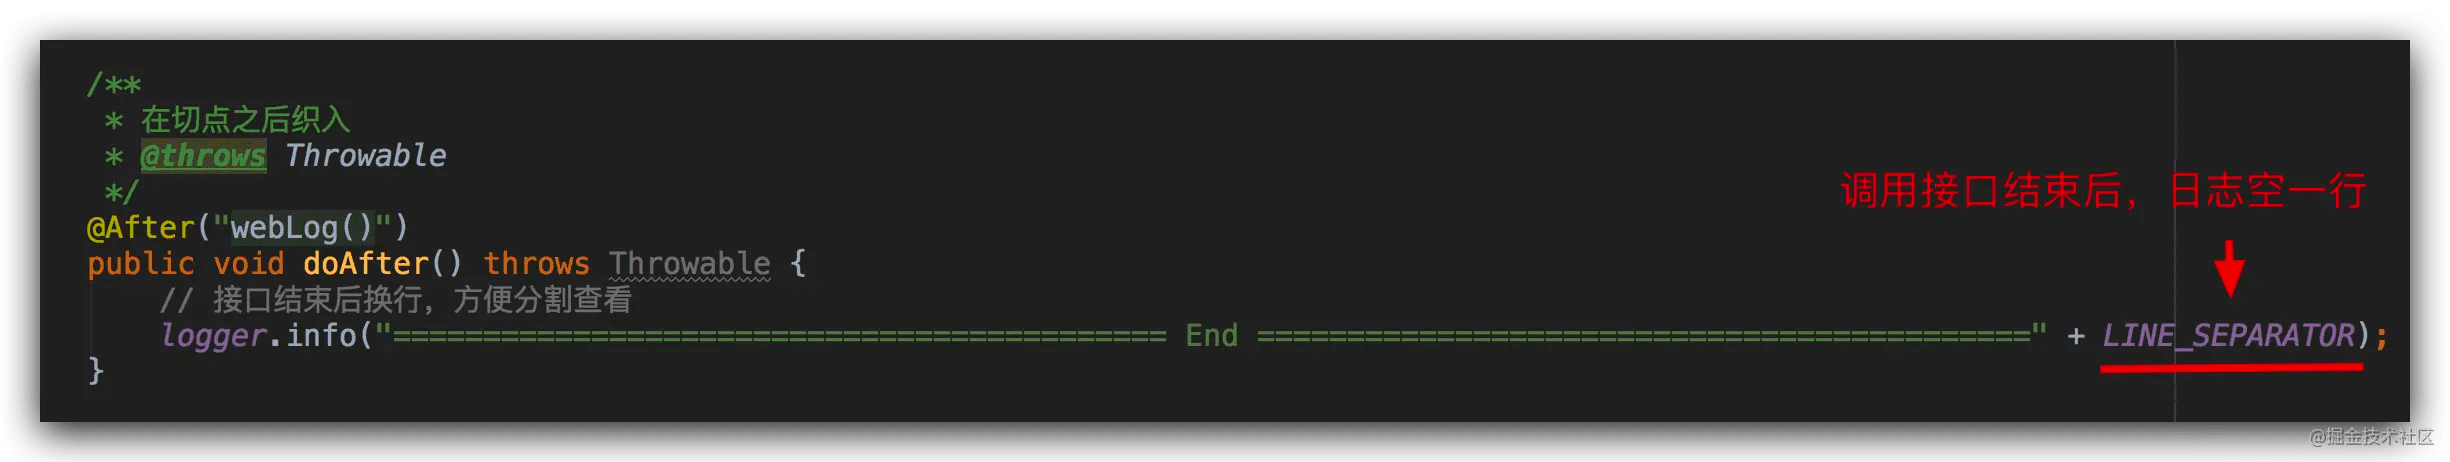 /**
* 在切点之后织入
* @throws Throwable
*/
@After("webLog()")
public void doAfter() throws Throwable {
// 接口结束后换行，方便分割查看
logger.info("=========================================== End ===========================================" + LINE_SEPARATOR);
}
调用接口结束后，日志空一行
@掘金技术社区